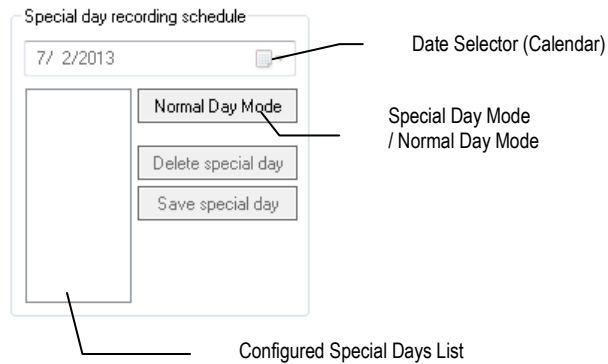 Special day recording schedule
7/ 2/2013
Date Selector (Calendar)
Normal Day Mode
Special Day Mode
/ Normal Day Mode
Delete special day
Save special day
Configured Special Days List